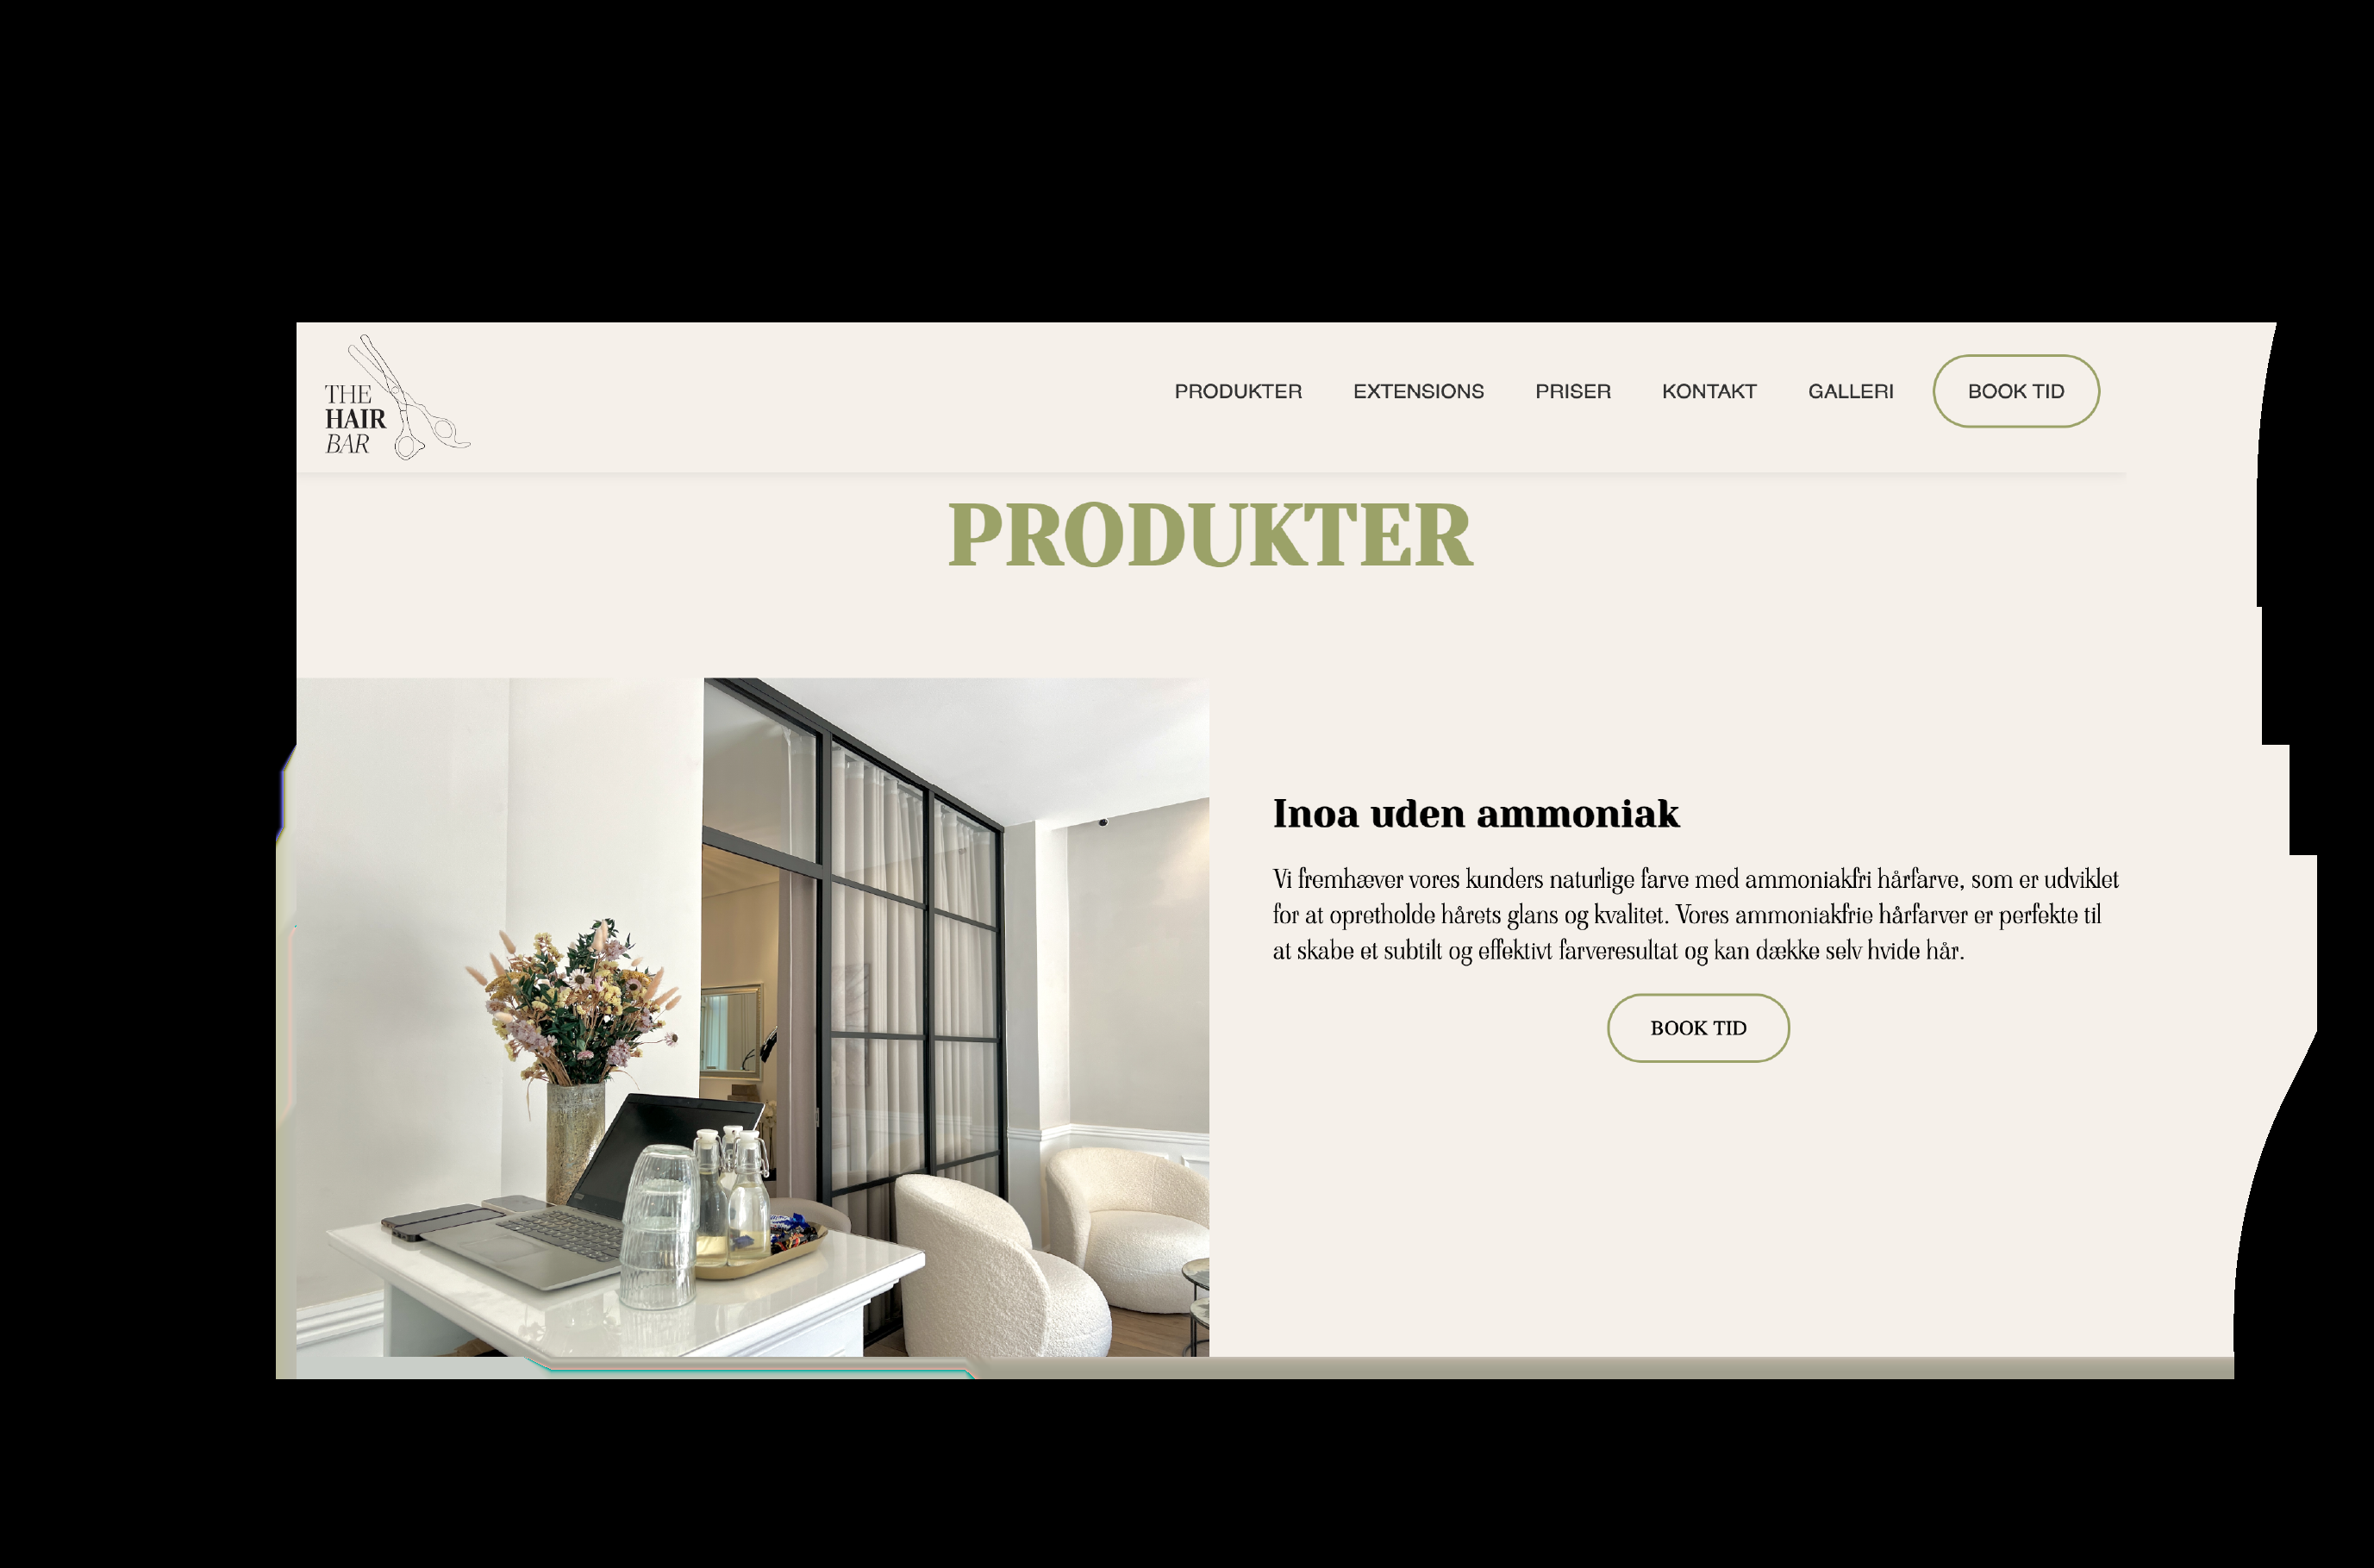 THE
HAIR
BAR
PRODUKTER EXTENSIONS PRISER KONTAKT GALLERI BOOK TID
PRODUKTER
Inoa uden ammoniak
Vi fremhæver vores kunders naturlige farve med ammoniakfri hårfarve, som er udviklet
for at opretholde hårets glans og kvalitet. Vores ammoniakfrie hårfarver er perfekte til
at skabe et subtilt og effektivt farveresultat og kan dække selv hvide hår.
BOOK TID